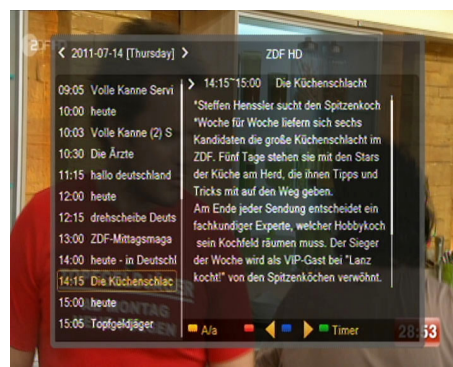 2011-07-14 [Thursday]
ZDF HD
09:05 Volle Kanne Servi
10:00 heute
10:03 Volle Kanne (2) S
10:30 Die Ärzte
11:15 hallo deutschland
12:00 heute
12:15 drehscheibe Deuts
13:00 ZDF-Mittagsmaga
14:00 heute - in Deutschl
14:15 Die Küchenschlac
15:00 heute
15:05 Topfgeldjäger
14:15~15:00 Die Küchenschlacht
"Steffen Henssler sucht den Spitzenkoch
"Woche für Woche liefern sich sechs
Kandidaten die große Küchenschlacht im
ZDF. Fünf Tage stehen sie mit den Stars
der Küche am Herd, die ihnen Tipps und
Tricks mit auf den Weg geben.
Am Ende jeder Sendung entscheidet ein
fachkundiger Experte, welcher Hobbykoch
sein Kochfeld räumen muss. Der Sieger
der Woche wird als VIP-Gast bei "Lanz
kocht!" von den Spitzenköchen verwöhnt.
A/a
Timer
28:53
MONTAG